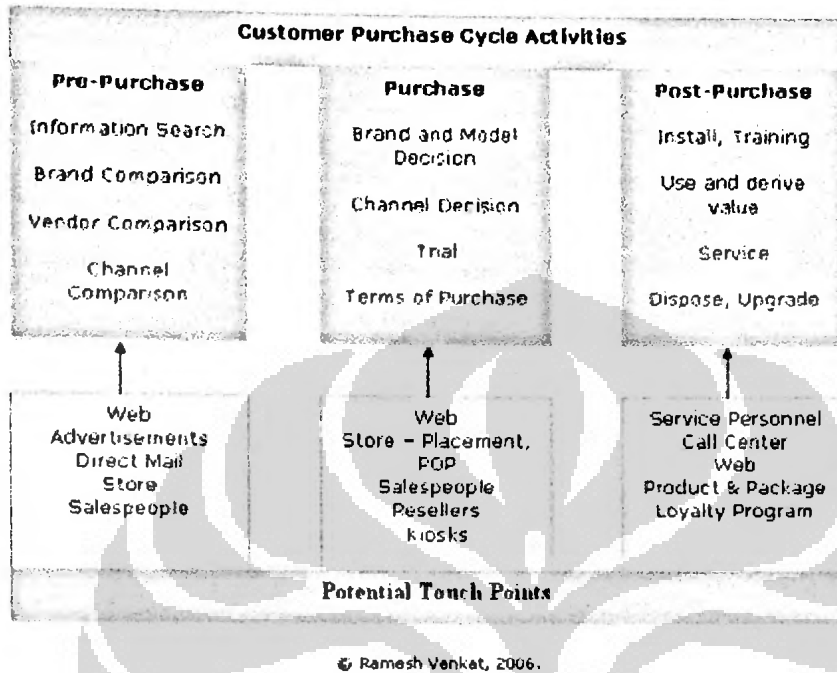 Customer Purchase Cycle Activities
Pre-Purchase
Information Search
Brand Comparison
Vendor Comparison
Channel
Comparison
Purchase
Brand and Model
Decision
Channel Decision
Trial
Terms of Purchase
Post-Purchase
Install, Training
Use and derive
value
Service
Dispose, Upgrade
Web
Advertisements
Direct Mail
Store
Salespeople
Web
Store – Placement,
POP
Salespeople
Resellers
Kiosks
Service Personnel
Call Center
Web
Product & Package
Loyalty Program
Potential Touch Points
© Ramesh Venkat, 2006.